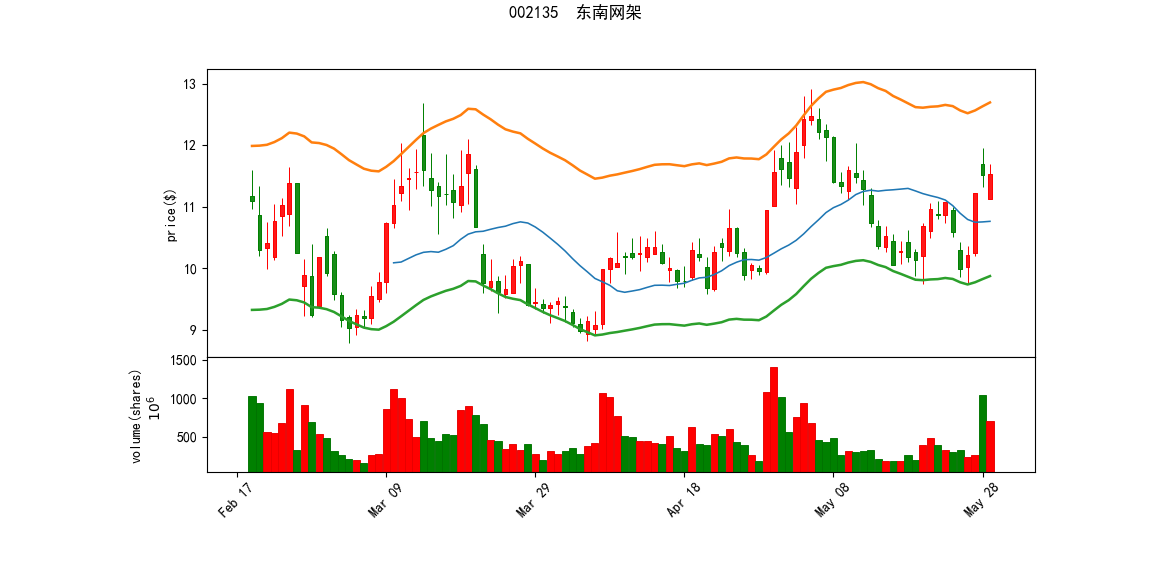 002135  东南网架
price($)
13
12
11
10
9
volume(shares)
10^6
1500
1000
500
Feb 17
Mar 09
Mar 29
Apr 18
May 08
May 28